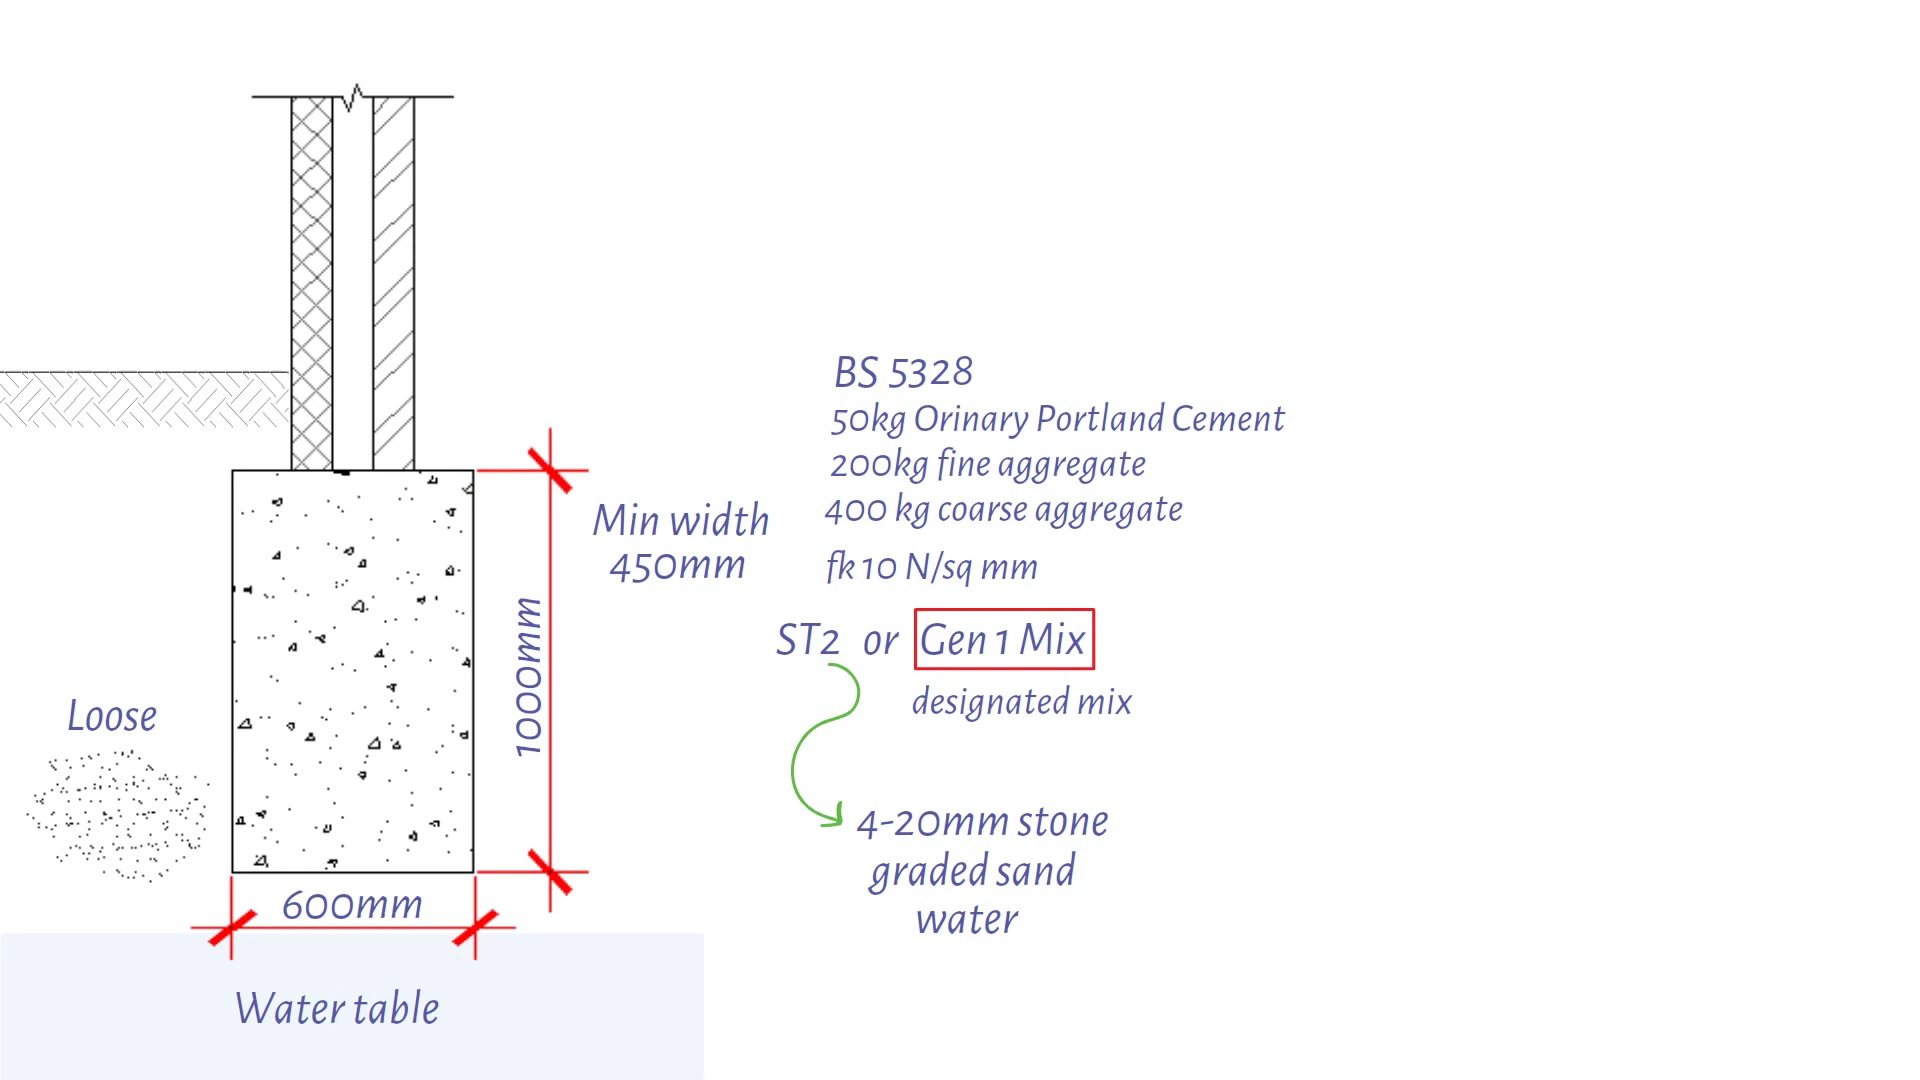 BS 5328
50kg Orinary Portland Cement
200kg fine aggregate
400 kg coarse aggregate
fk 10 N/sq mm
Min width
450mm
1000mm
ST2 or Gen 1 Mix
designated mix
Loose
4-20mm stone
graded sand
water
600mm
Water table